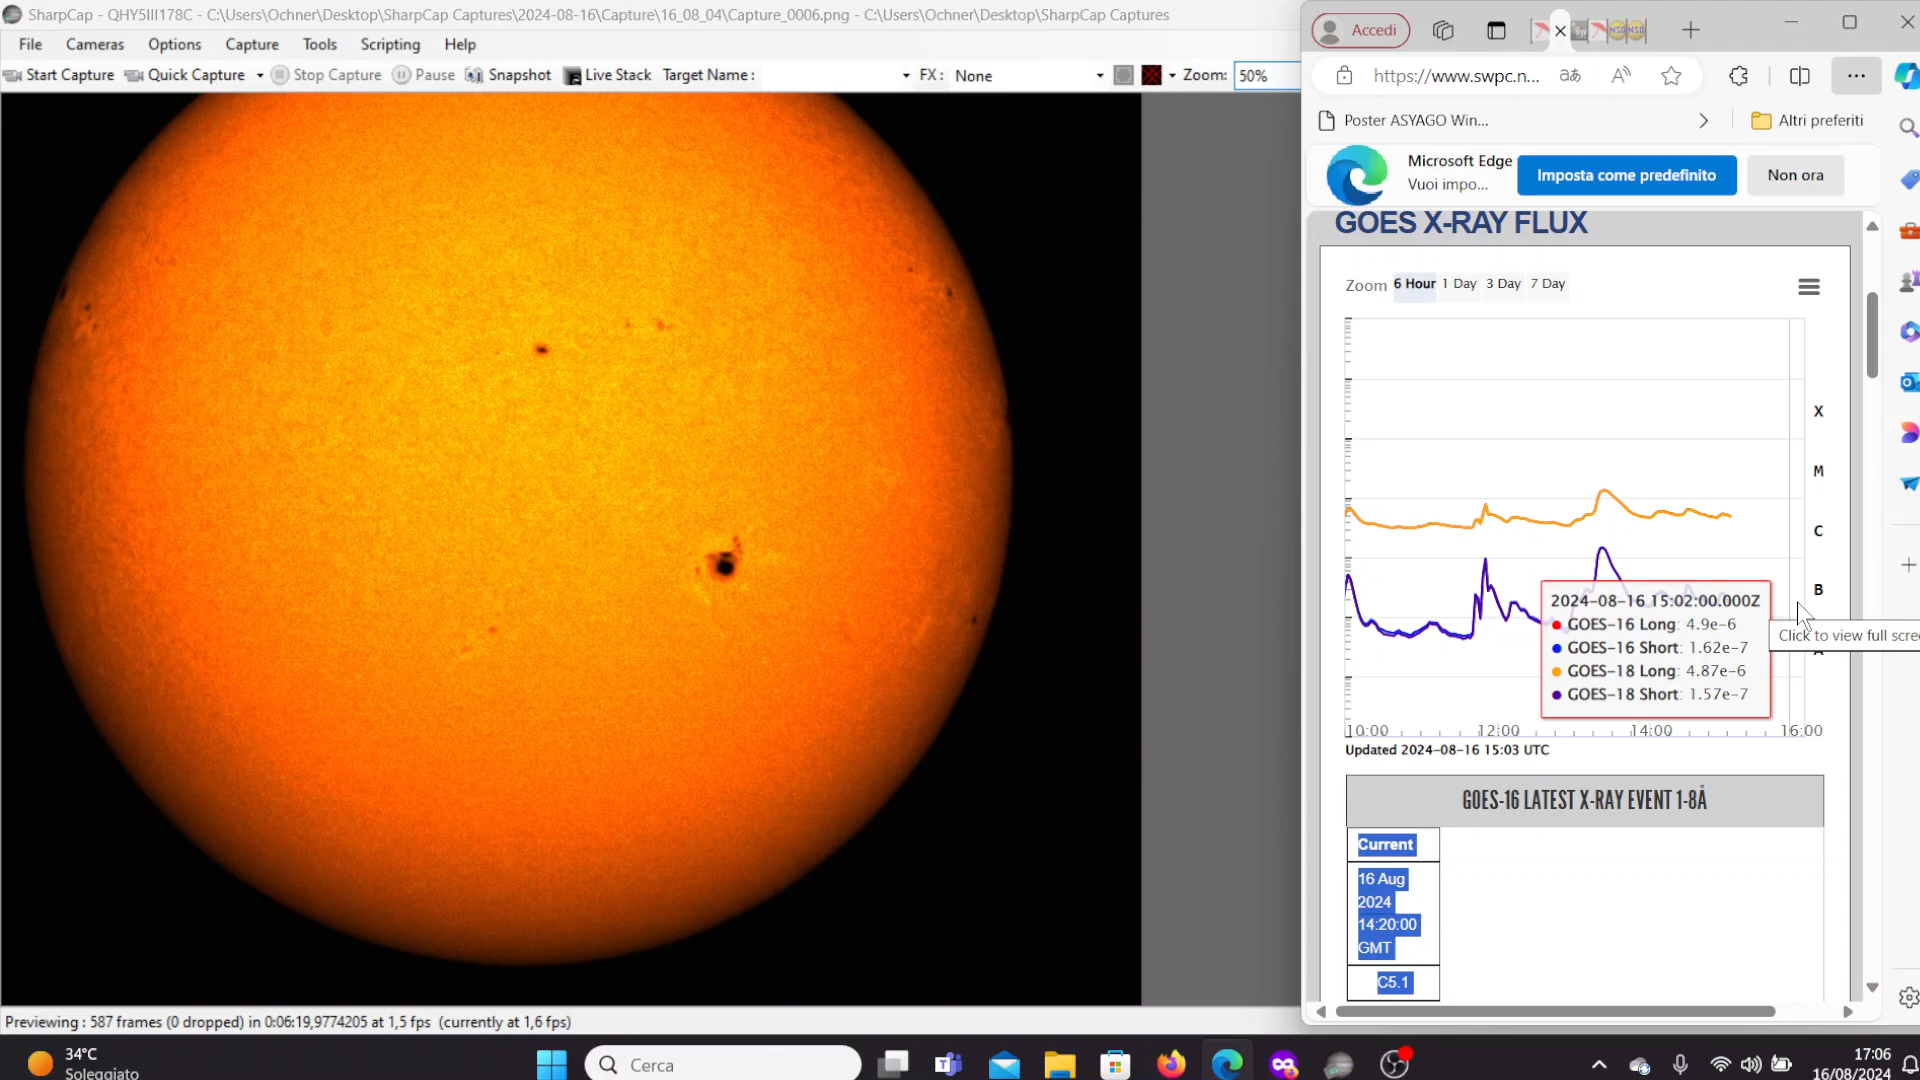 SharpCap - QHY5III178C - C:\Users\Ochner\Desktop\SharpCap Captures\2024-08-16\Capture\16_08_04\Capture_0006.png - C:\Users\Ochner\Desktop\SharpCap Captures
File Cameras Options Capture Tools Scripting Help
Start Capture Quick Capture Stop Capture Pause Snapshot Live Stack Target Name : FX : None Zoom: 50%
Accedi
https://www.swpc.n...
Poster ASYAGO Win...
Altri preferiti
Microsoft Edge
Vuoi impo...
Imposta come predefinito
Non ora
GOES X-RAY FLUX
Zoom 6 Hour 1 Day 3 Day 7 Day
X
M
C
B
2024-08-16 15:02:00.000Z
GOES-16 Long: 4.9e-6
GOES-16 Short: 1.62e-7
GOES-18 Long: 4.87e-6
GOES-18 Short: 1.57e-7
Click to view full scree
10:00 12:00 14:00 16:00
Updated 2024-08-16 15:03 UTC
GOES-16 LATEST X-RAY EVENT 1-8Å
Current
16 Aug
2024
14:20:00
GMT
C5.1
Previewing : 587 frames (0 dropped) in 0:06:19,9774205 at 1,5 fps (currently at 1,6 fps)
34°C
Soleggiato
Cerca
17:06
16/08/2024